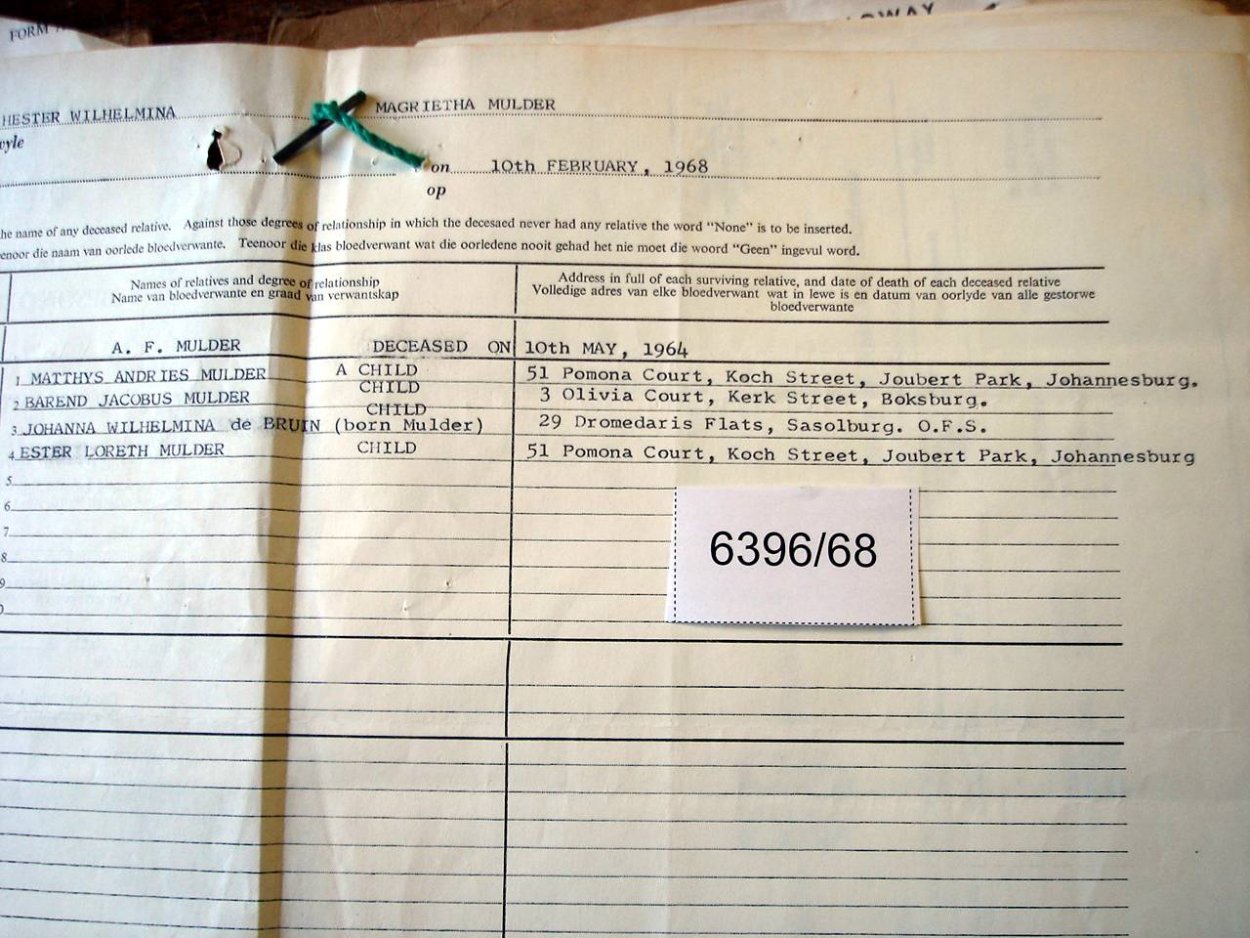 FORM
HESTER WILHELMINA MAGRIETHA MULDER
wyle
on 10th FEBRUARY, 1968
op
he name of any deceased relative. Against those degrees of relationship in which the decesaed never had any relative the word "None" is to be inserted.
enoor die naam van oorlede bloedverwante. Teenoor die klas bloedverwant wat die oorledene nooit gehad het nie moet die woord "Geen" ingevul word.
Names of relatives and degree of relationship Address in full of each surviving relative, and date of death of each deceased relative
Name van bloedverwante en graad van verwantskap Volledige adres van elke bloedverwant wat in lewe is en datum van oorlyde van alle gestorwe
bloedverwante
A. F. MULDER DECEASED ON 10th MAY, 1964
1 MATTHYS ANDRIES MULDER A CHILD 51 Pomona Court, Koch Street, Joubert Park, Johannesburg.
2 BAREND JACOBUS MULDER CHILD 3 Olivia Court, Kerk Street, Boksburg.
CHILD
3 JOHANNA WILHELMINA de BRUIN (born Mulder) 29 Dromedaris Flats, Sasolburg. O.F.S.
4 ESTER LORETH MULDER CHILD 51 Pomona Court, Koch Street, Joubert Park, Johannesburg
5
6
7
8
9
6396/68